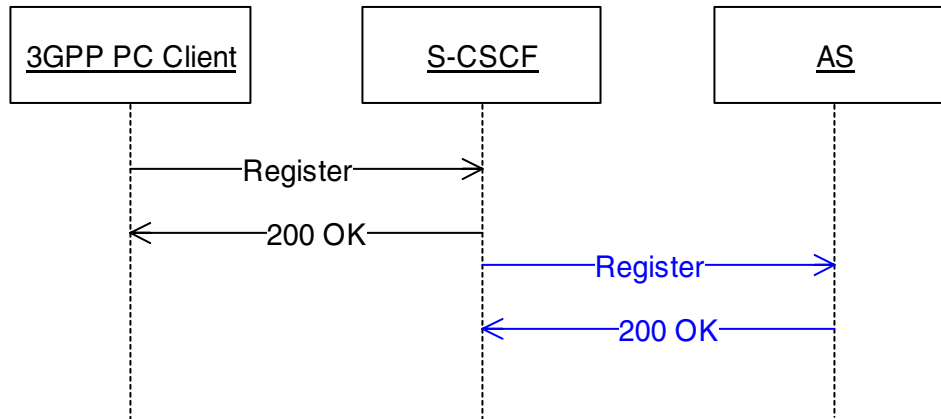 3GPP PC Client
S-CSCF
AS
Register
200 OK
Register
200 OK